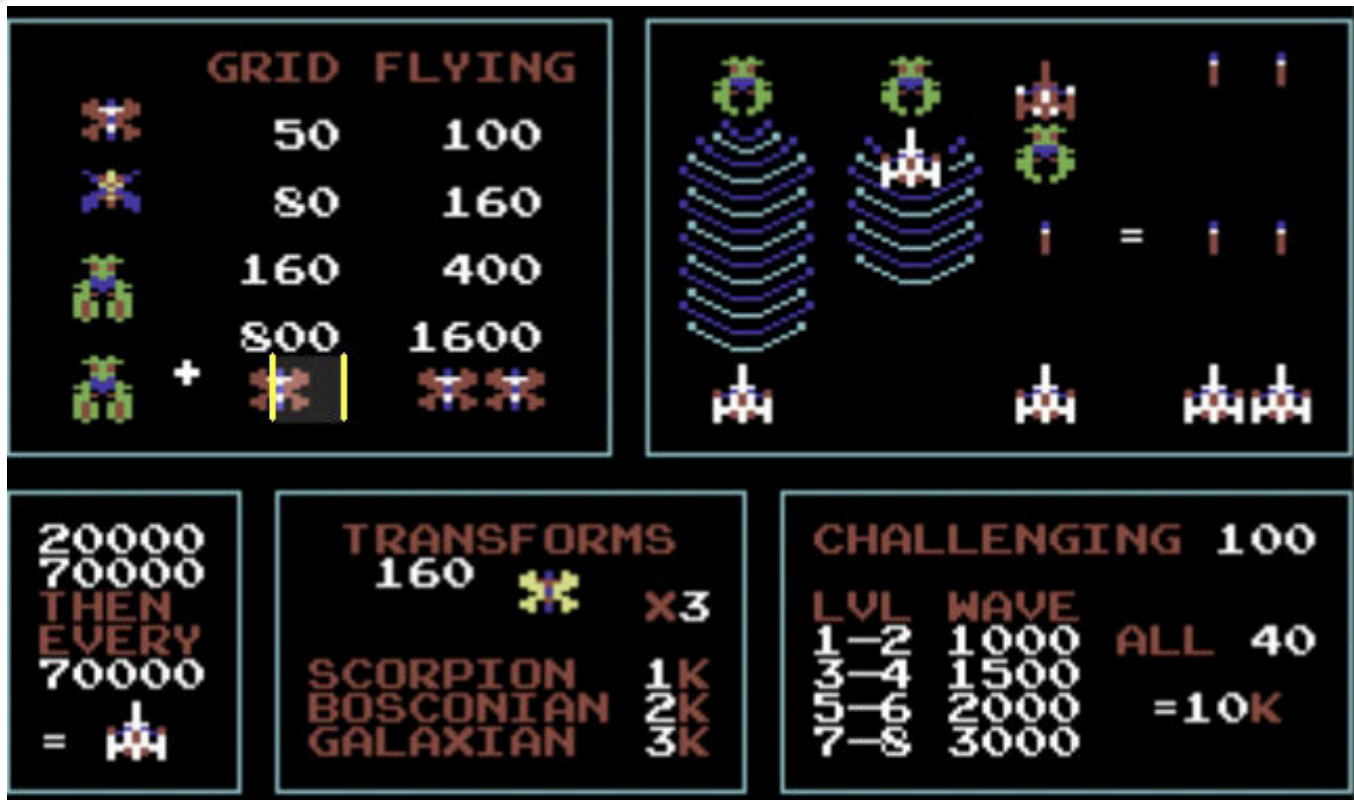 GRID FLYING
50 100
80 160
160 400
800 1600
+
=
20000
70000
THEN
EVERY
70000
=
TRANSFORMS
160
X3
SCORPION 1K
BOSCONIAN 2K
GALAXIAN 3K
CHALLENGING 100
LVL WAVE
1-2 1000 ALL 40
3-4 1500
5-6 2000 =10K
7-8 3000